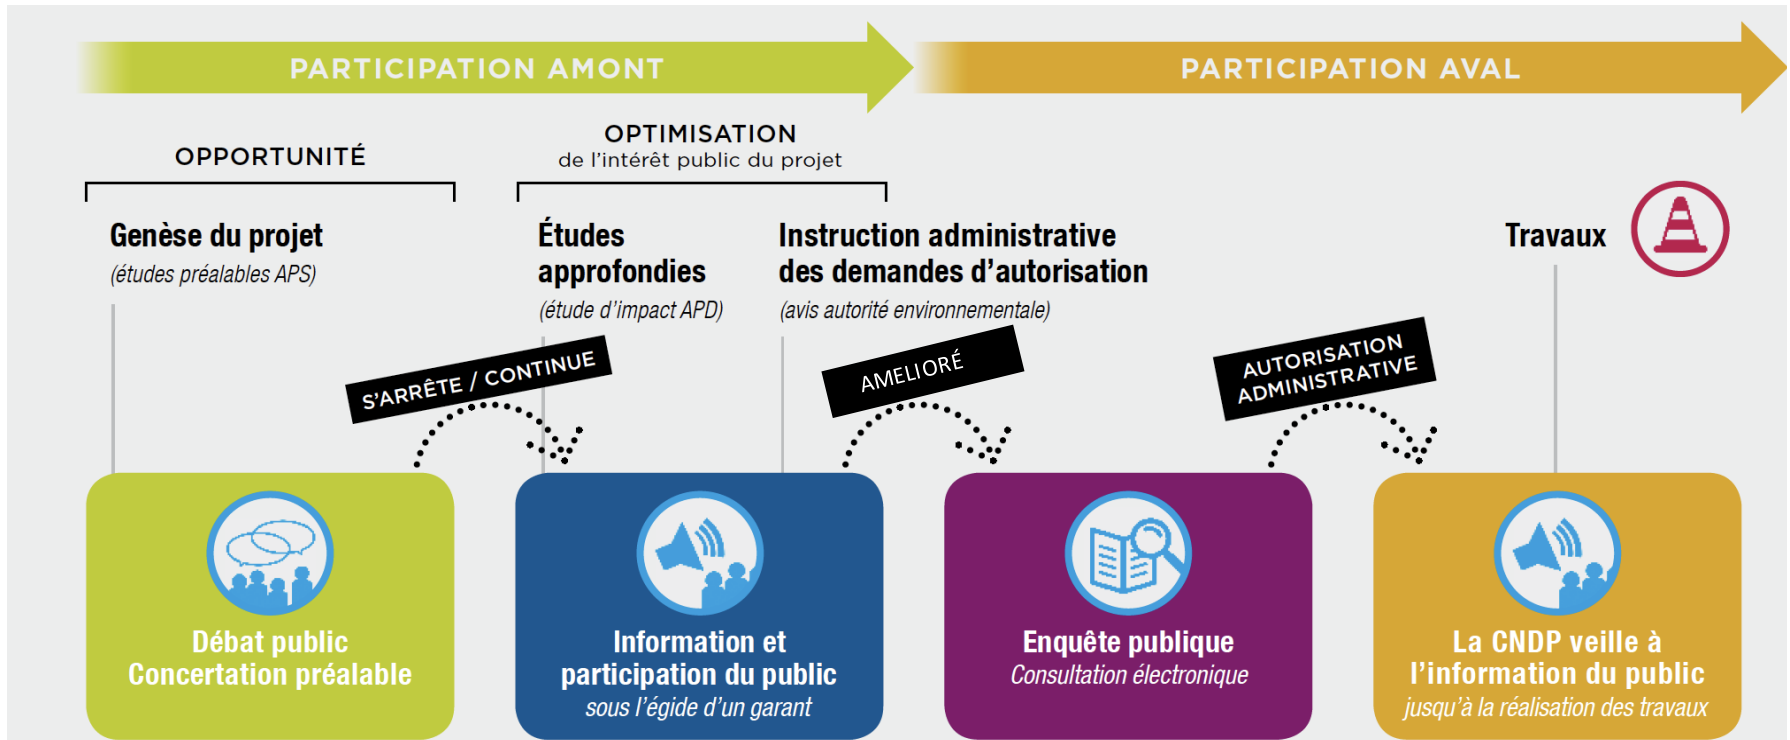 PARTICIPATION AMONT
PARTICIPATION AVAL
OPPORTUNITÉ
OPTIMISATION
de l'intérêt public du projet
Genèse du projet
(études préalables APS)
Études
approfondies
(étude d'impact APD)
Instruction administrative
des demandes d'autorisation
(avis autorité environnementale)
Travaux
S'ARRÊTE / CONTINUE
AMELIORÉ
AUTORISATION
ADMINISTRATIVE
Débat public
Concertation préalable
Information et
participation du public
sous l'égide d'un garant
Enquête publique
Consultation électronique
La CNDP veille à
l'information du public
jusqu'à la réalisation des travaux